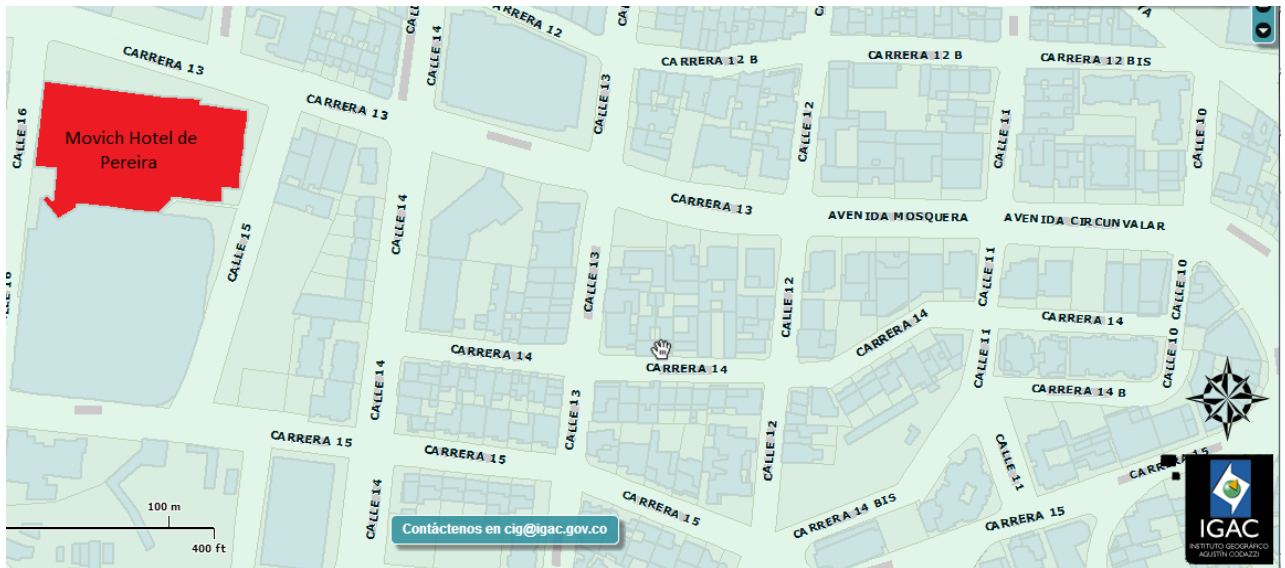 CALLE 14
CARRERA 12
CARRERA 13
CALLE 16
Movich Hotel de
Pereira
CARRERA 13
CALLE 13
CARRERA 12 B
CALLE 12
CARRERA 12 B
CALLE 11
CARRERA 12 BIS
CALLE 10
CALLE 15
CALLE 14
CARRERA 13
AVENIDA MOSQUERA
AVENIDA CIRCUNVALAR
CALLE 13
CALLE 12
CALLE 11
CALLE 10
CARRERA 14
CARRERA 14
CARRERA 14
CARRERA 14
CALLE 14
CALLE 13
CALLE 12
CALLE 11
CALLE 10
CARRERA 14 B
CARRERA 15
CARRERA 15
CARRERA 15
CARRERA 14 BIS
CALLE 11
CARRERA 15
CARRERA 15
CALLE 14
100 m
400 ft
Contáctenos en cig@igac.gov.co
IGAC
INSTITUTO GEOGRÁFICO
AGUSTÍN CODAZZI